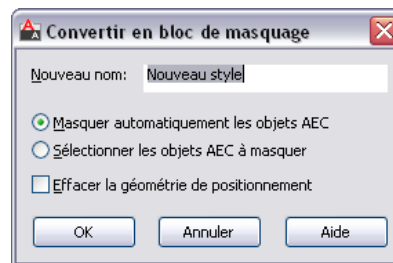 Convertir en bloc de masquage
Nouveau nom: Nouveau style
Masquer automatiquement les objets AEC
Sélectionner les objets AEC à masquer
Effacer la géométrie de positionnement
OK Annuler Aide